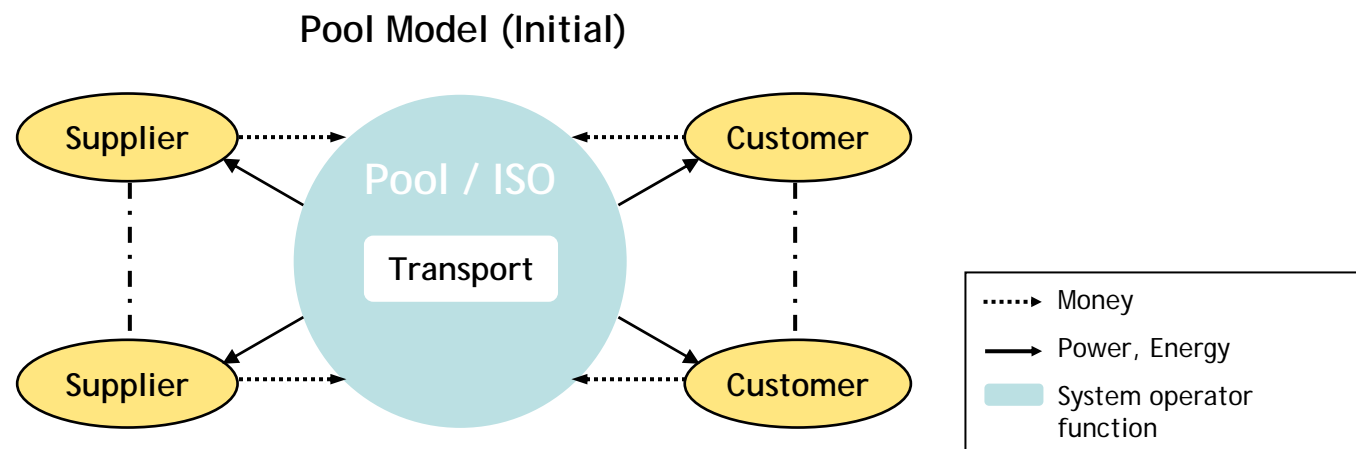 Pool Model (Initial)
Supplier
Customer
Pool / ISO
Transport
Supplier
Customer
Money
Power, Energy
System operator
function